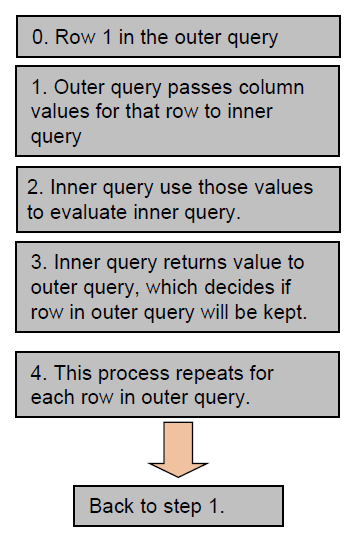 0. Row 1 in the outer query
1. Outer query passes column
values for that row to inner
query
2. Inner query use those values
to evaluate inner query.
3. Inner query returns value to
outer query, which decides if
row in outer query will be kept.
4. This process repeats for
each row in outer query.
Back to step 1.